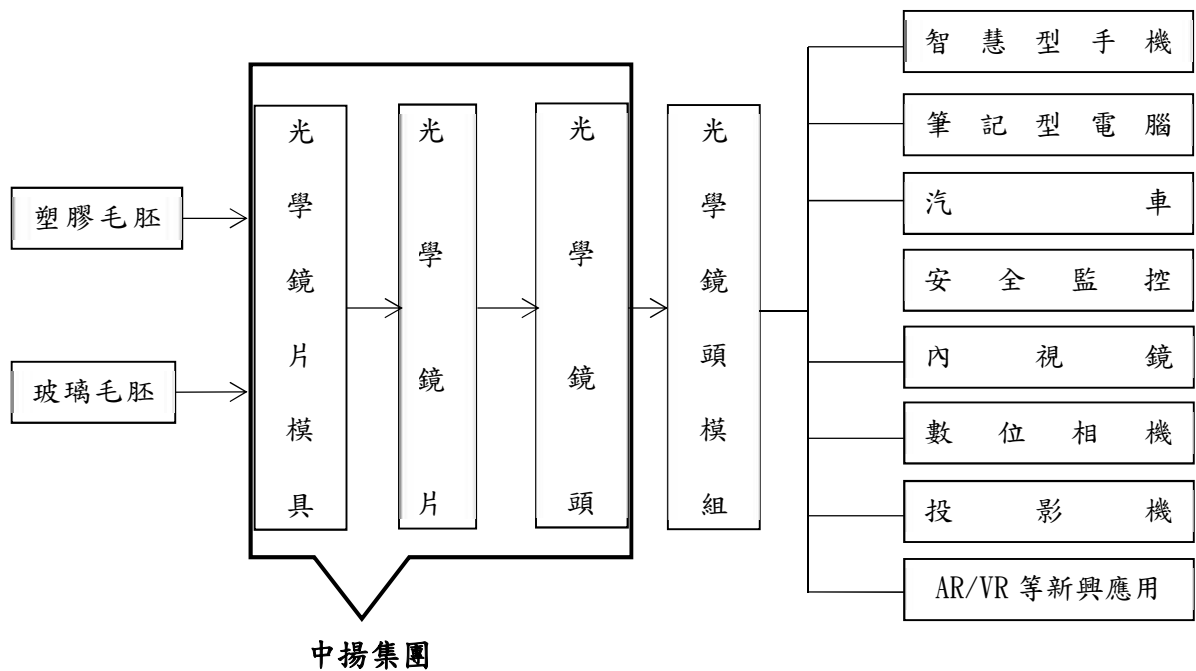 塑膠毛胚
玻璃毛胚
光學鏡片模具
光學鏡片
光學鏡頭
光學鏡頭模組
智慧型手機
筆記型電腦
汽車
安全監控
內視鏡
數位相機
投影機
AR/VR 等新興應用
中揚集團